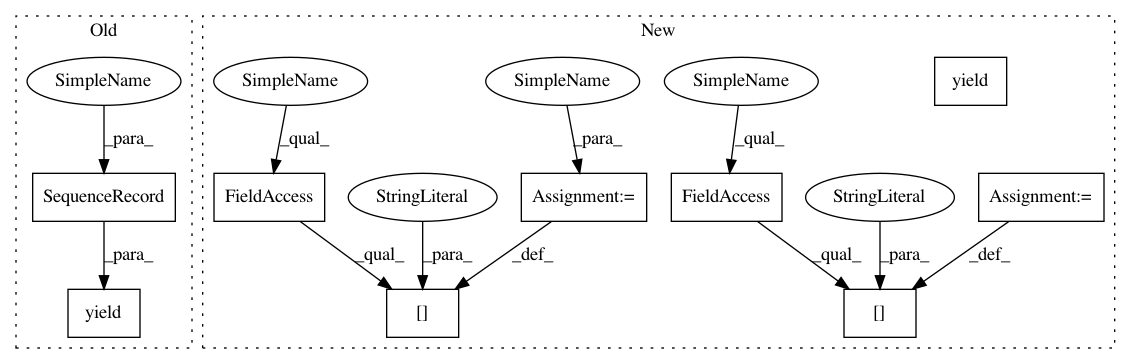 Old
New
SimpleName
SimpleName
SimpleName
SimpleName
yield
_para_
_qual_
_para_
_qual_
SequenceRecord
FieldAccess
StringLiteral
Assignment:=
FieldAccess
StringLiteral
Assignment:=
_para_
_qual_
_para_
_def_
_qual_
_para_
_def_
yield
[]
[]